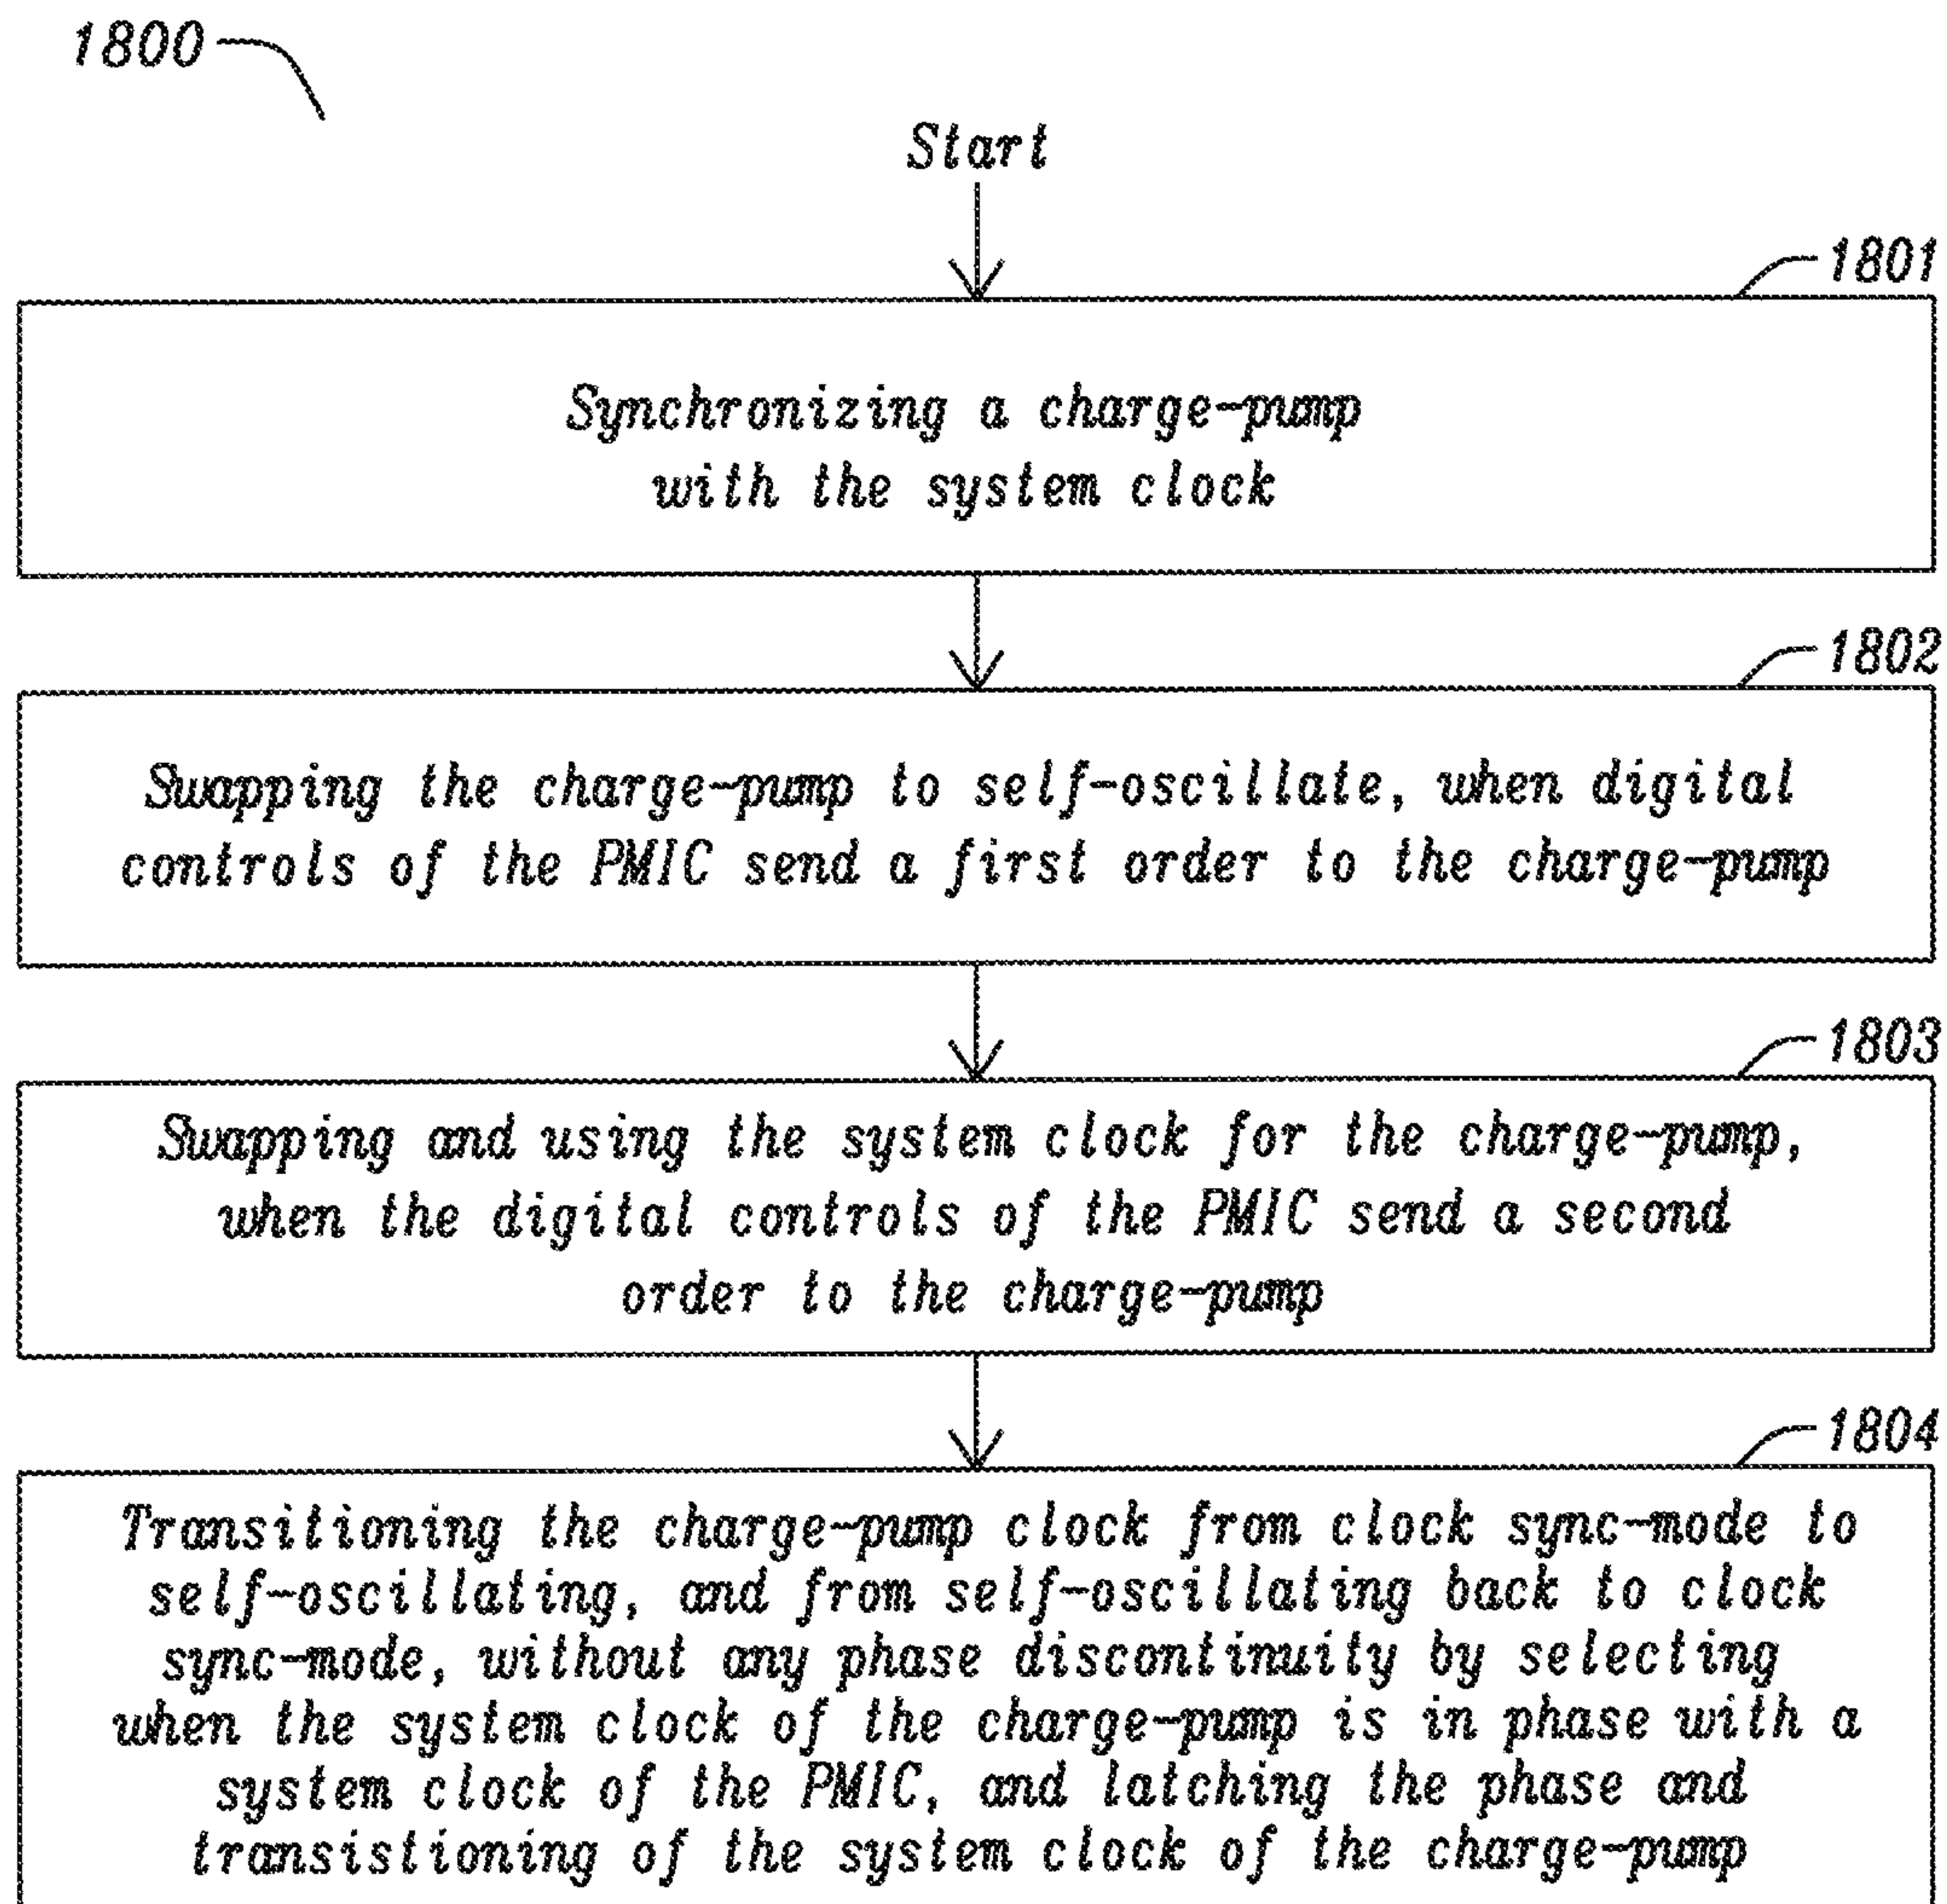 1800
Start
1801
Synchronizing a charge-pump
with the system clock
1802
Swapping the charge-pump to self-oscillate, when digital
controls of the PMIC send a first order to the charge-pump
1803
Swapping and using the system clock for the charge-pump,
when the digital controls of the PMIC send a second
order to the charge-pump
1804
Transitioning the charge-pump clock from clock sync-mode to
self-oscillating, and from self-oscillating back to clock
sync-mode, without any phase discontinuity by selecting
when the system clock of the charge-pump is in phase with a
system clock of the PMIC, and latching the phase and
transistioning of the system clock of the charge-pump